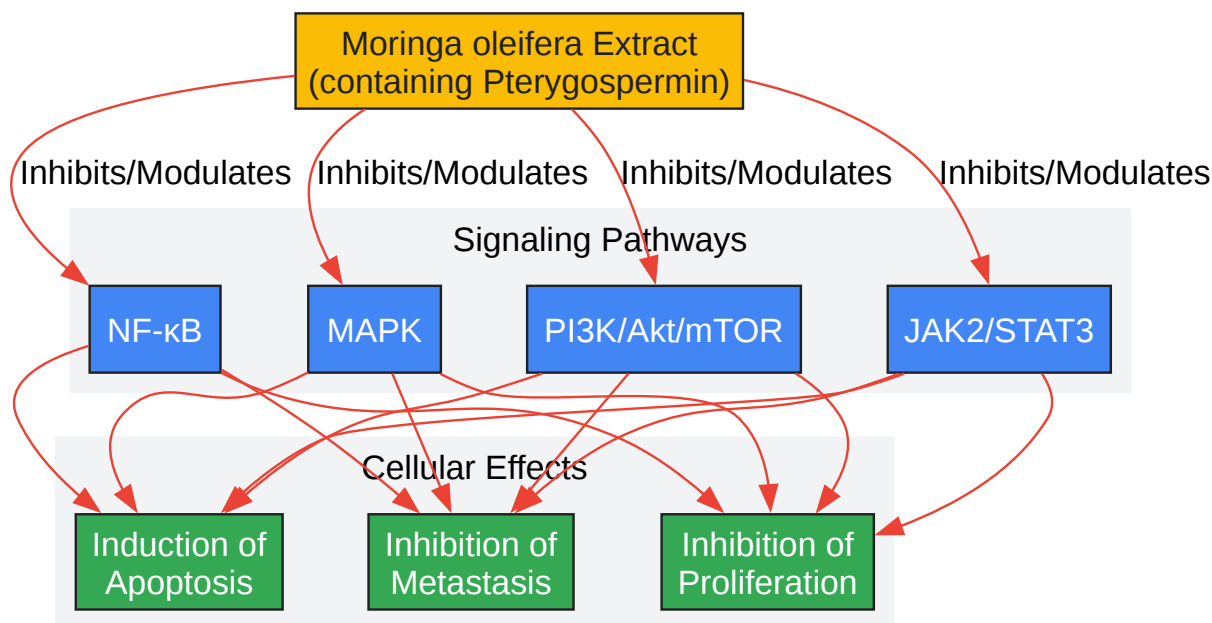 Moringa oleifera Extract
(containing Pterygospermin)
Inhibits/Modulates
Inhibits/Modulates
Inhibits/Modulates
Inhibits/Modulates
Signaling Pathways
NF-κB
MAPK
PI3K/Akt/mTOR
JAK2/STAT3
Cellular Effects
Induction of
Apoptosis
Inhibition of
Metastasis
Inhibition of
Proliferation